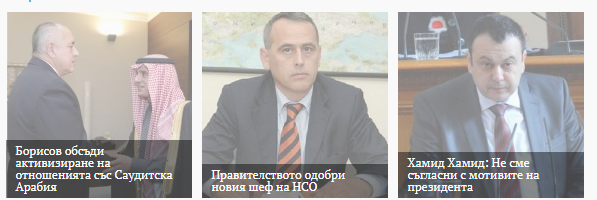 Борисов обсъди
активизиране на
отношенията със Саудитска
Арабия
Правителството одобри
новия шеф на НСО
Хамид Хамид: Не сме
съгласни с мотивите на
президента